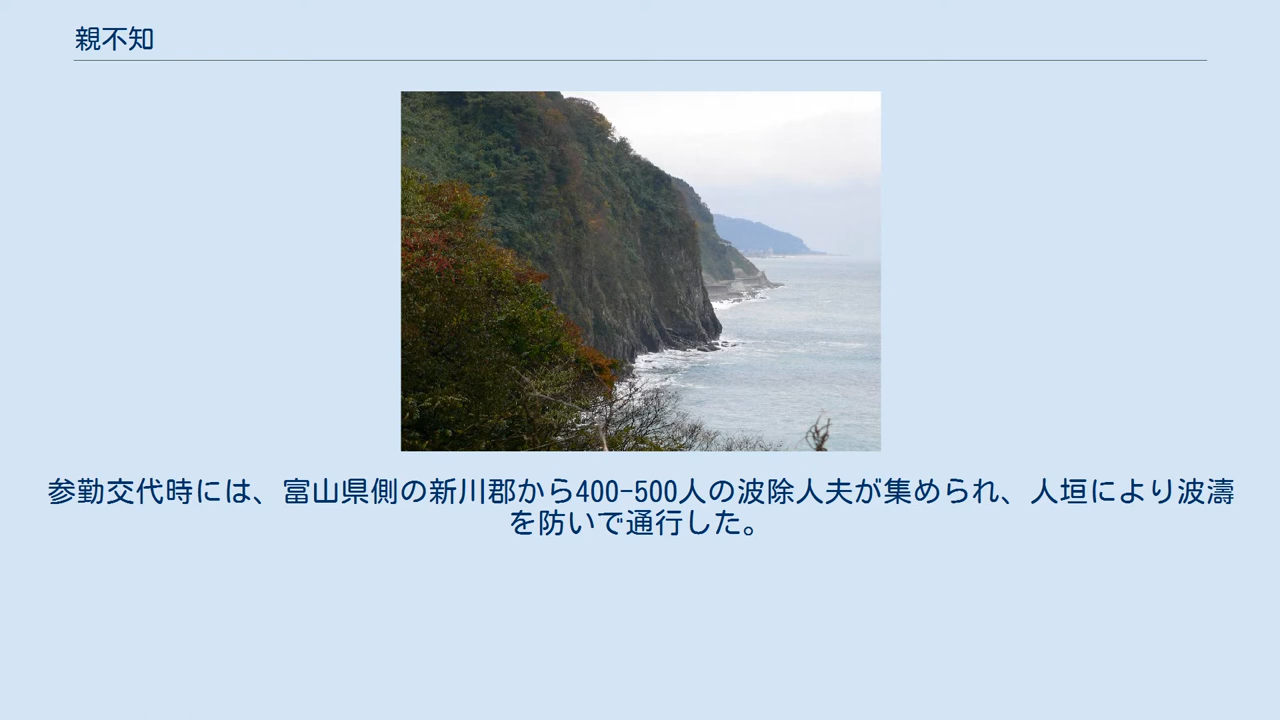 親不知
参勤交代時には、富山県側の新川郡から400-500人の波除人夫が集められ、人垣により波濤
を防いで通行した。